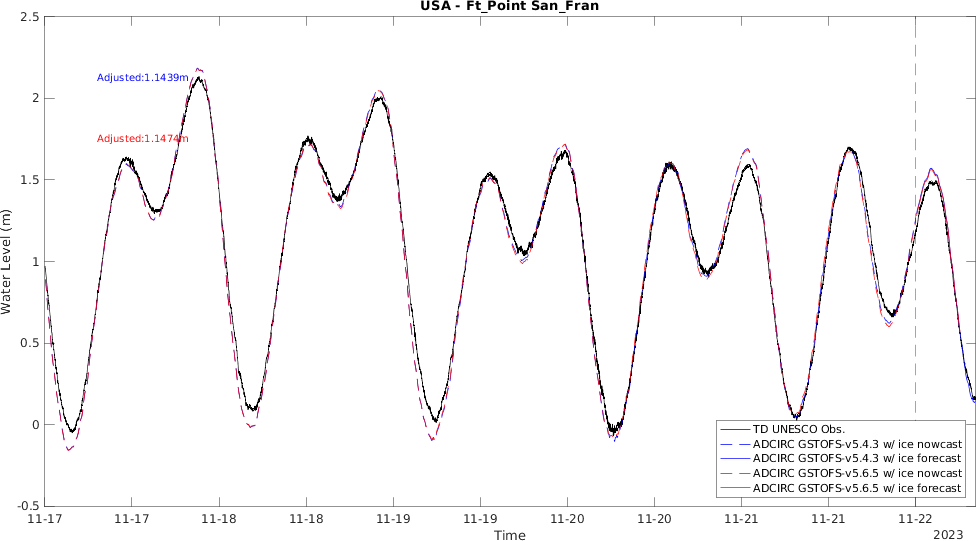 USA - Ft_Point San_Fran
2.5
2
1.5
1
0.5
0
-0.5
Water Level (m)
Adjusted:1.1439m
Adjusted:1.1474m
TD UNESCO Obs.
ADCIRC GSTOFS-v5.4.3 w/ ice nowcast
ADCIRC GSTOFS-v5.4.3 w/ ice forecast
ADCIRC GSTOFS-v5.6.5 w/ ice nowcast
ADCIRC GSTOFS-v5.6.5 w/ ice forecast
11-17 11-17 11-18 11-18 11-19 11-19 11-20 11-20 11-21 11-21 11-22
Time
2023